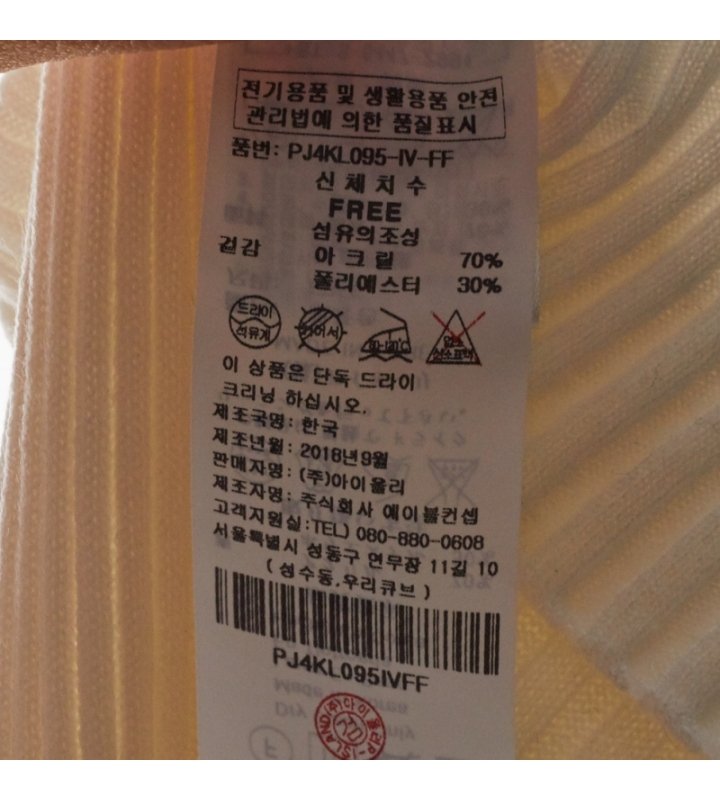 전기용품 및 생활용품 안전
관리법에 의한 품질표시
품번: PJ4KL095-IV-FF
신체치수
FREE
섬유의조성
겉감 아크릴 70%
폴리에스터 30%
드라이
석유계
80-120℃
이 상품은 단독 드라이
크리닝 하십시오.
제조국명: 한국
제조년월: 2018년9월
판매자명: (주)아이올리
제조자명: 주식회사 에이블컨셉
고객지원실:TEL) 080-880-0608
서울특별시 성동구 연무장 11길 10
(성수동,우리큐브)
PJ4KL095IVFF